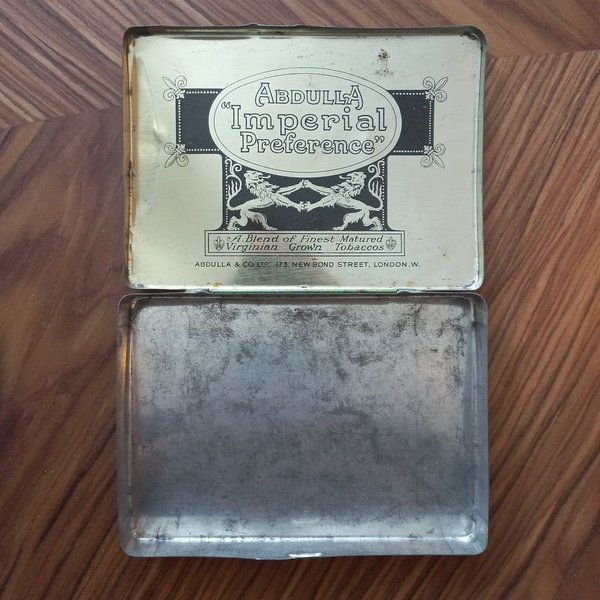 ABDULLA
"Imperial
Preference"
A Blend of Finest Matured
Virginian Grown Tobaccos
ABDULLA & CO LTD. 173, NEW BOND STREET, LONDON.W.